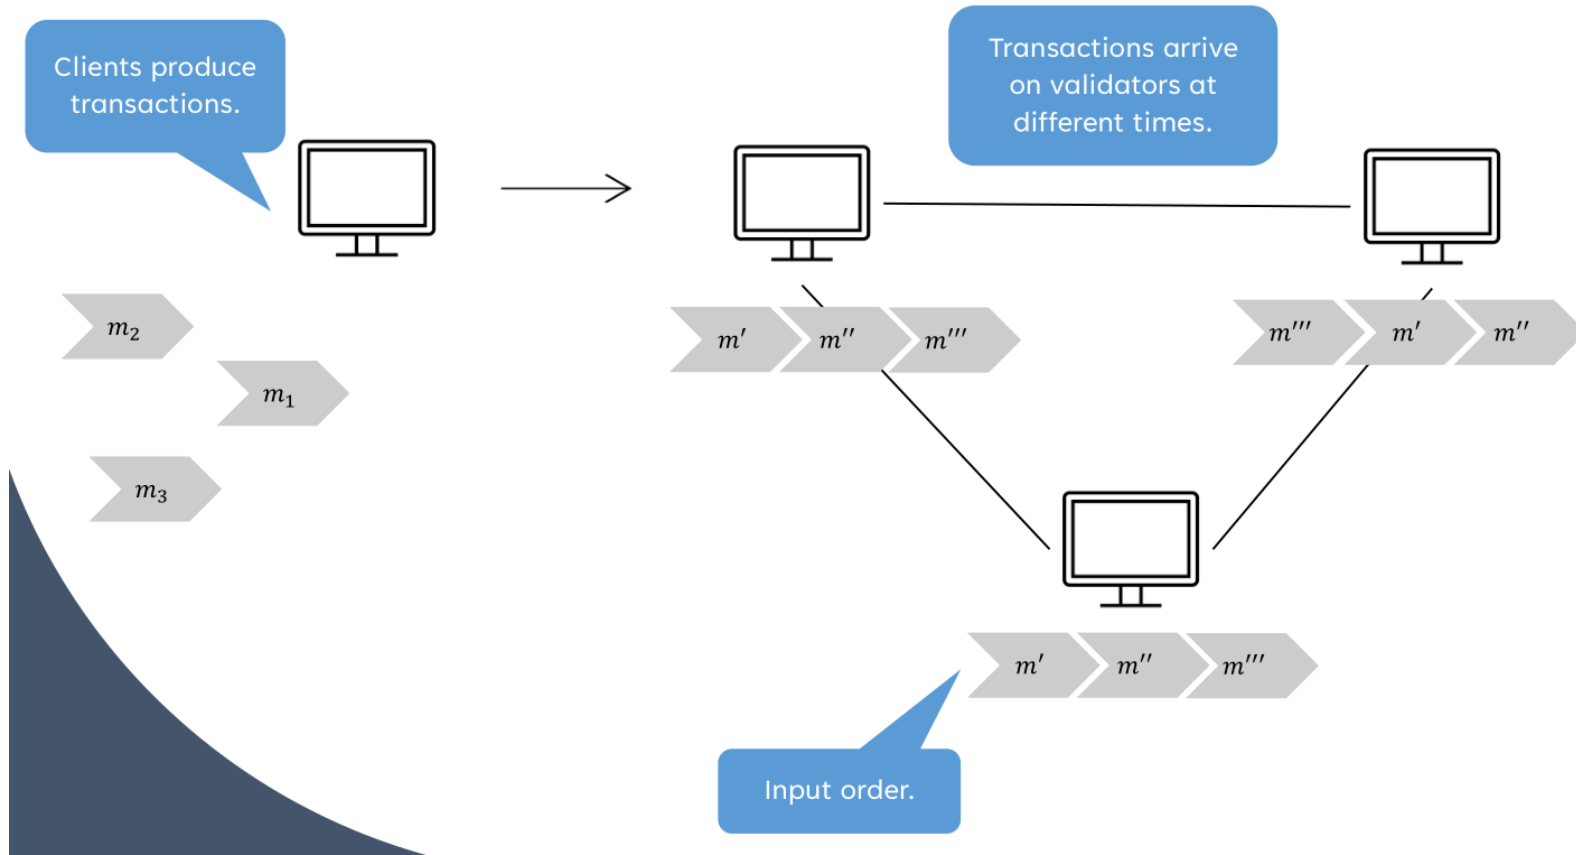 Clients produce
transactions.
Transactions arrive
on validators at
different times.
m₂
m₁
m₃
m′ m″ m‴
m‴ m′ m″
m′ m″ m‴
Input order.